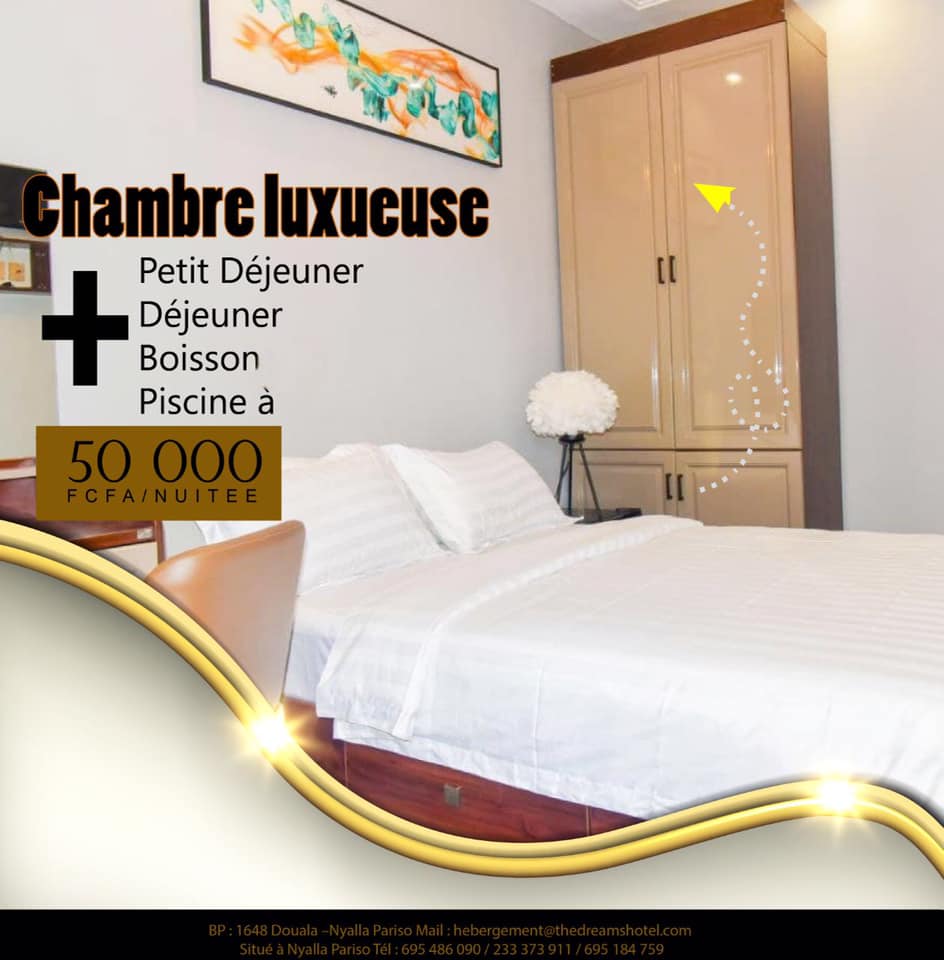 Chambre luxueuse
+ Petit Déjeuner
Déjeuner
Boisson
Piscine à
50 000
FCFA/NUITEE
BP : 1648 Douala –Nyalla Pariso Mail : hebergement@thedreamshotel.com
Situé à Nyalla Pariso Tél : 695 486 090 / 233 373 911 / 695 184 759